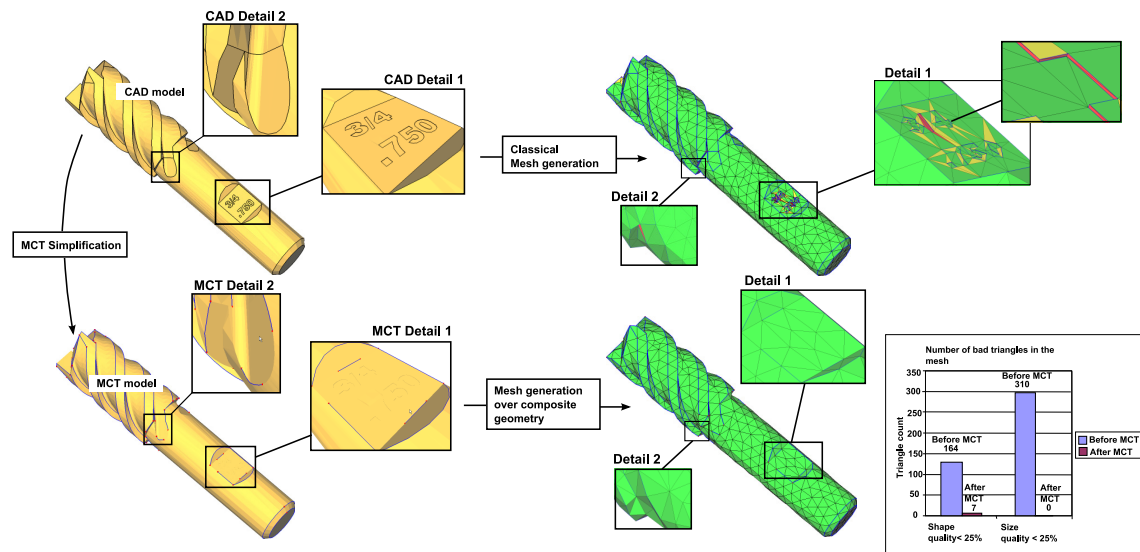 CAD Detail 2
CAD model
CAD Detail 1
3/4
.750
3/4
.750
Classical
Mesh generation
Detail 1
Detail 2
MCT Simplification
MCT Detail 2
MCT model
MCT Detail 1
Mesh generation
over composite
geometry
Detail 1
Detail 2
Number of bad triangles in the
mesh
Before MCT
310
Before MCT
164
After
MCT
7
After
MCT
0
350
300
250
200
150
100
50
0
Triangle count
Shape
quality< 25%
Size
quality < 25%
Before MCT
After MCT